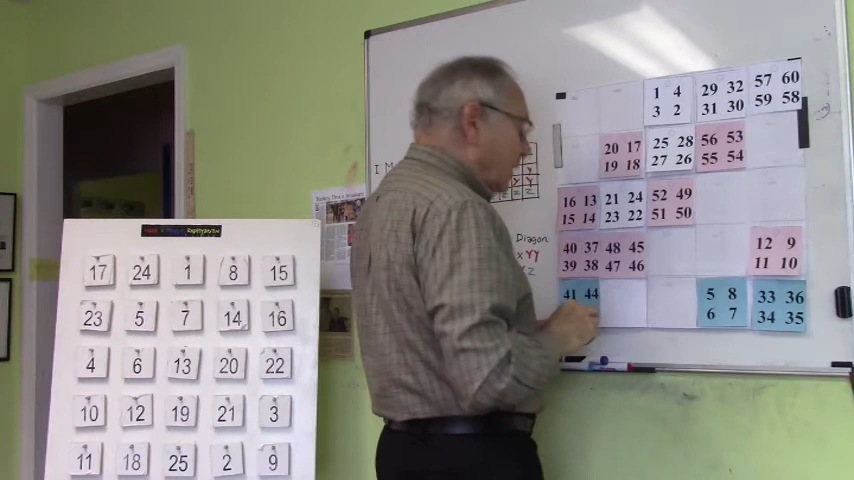 17 24 1 8 15
23 5 7 14 16
4 6 13 20 22
10 12 19 21 3
11 18 25 2 9
1 4 29 32 57 60
3 2 31 30 59 58
20 17 25 28 56 53
19 18 27 26 55 54
16 13 21 24 52 49
15 14 23 22 51 50
40 37 48 45 12 9
39 38 47 46 11 10
41 44 5 8 33 36
6 7 34 35
I M
Diagon
X YY
Z